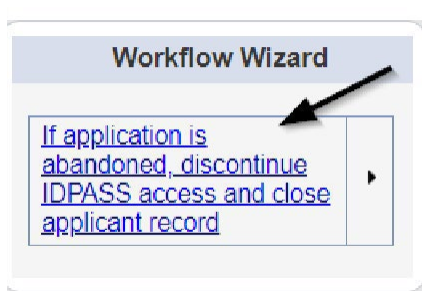 Workflow Wizard
If application is
abandoned, discontinue
IDPASS access and close
applicant record